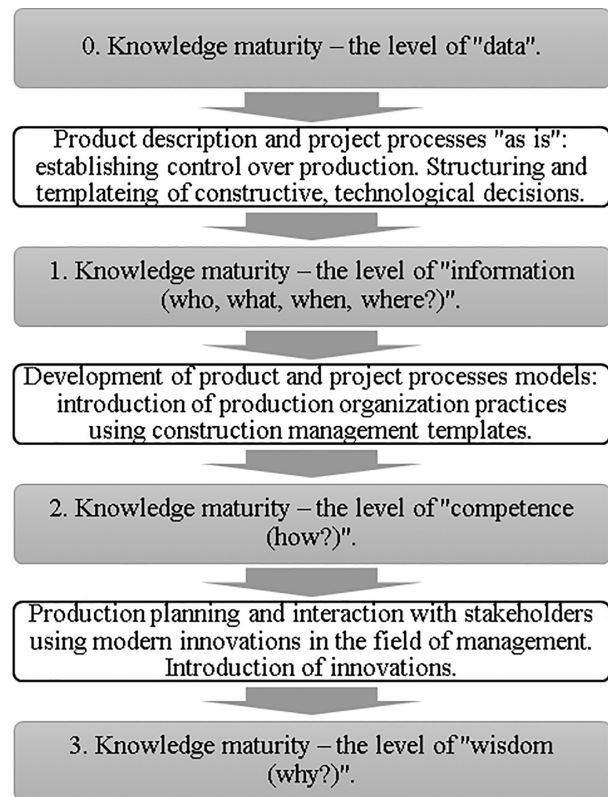 0. Knowledge maturity – the level of "data".
Product description and project processes "as is":
establishing control over production. Structuring and
templateing of constructive, technological decisions.
1. Knowledge maturity – the level of "information
(who, what, when, where?)".
Development of product and project processes models:
introduction of production organization practices
using construction management templates.
2. Knowledge maturity – the level of "competence
(how?)".
Production planning and interaction with stakeholders
using modern innovations in the field of management.
Introduction of innovations.
3. Knowledge maturity – the level of "wisdom
(why?)".